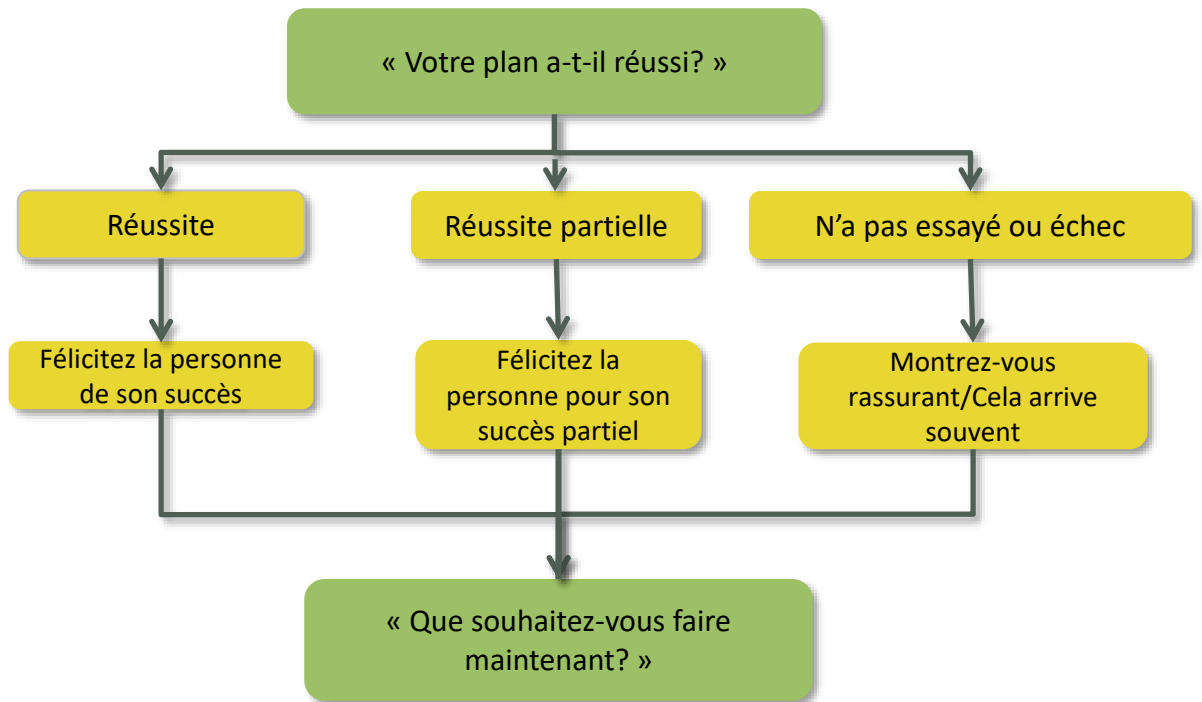 « Votre plan a-t-il réussi? »
Réussite
Réussite partielle
N'a pas essayé ou échec
Félicitez la personne
de son succès
Félicitez la
personne pour son
succès partiel
Montrez-vous
rassurant/Cela arrive
souvent
« Que souhaitez-vous faire
maintenant? »